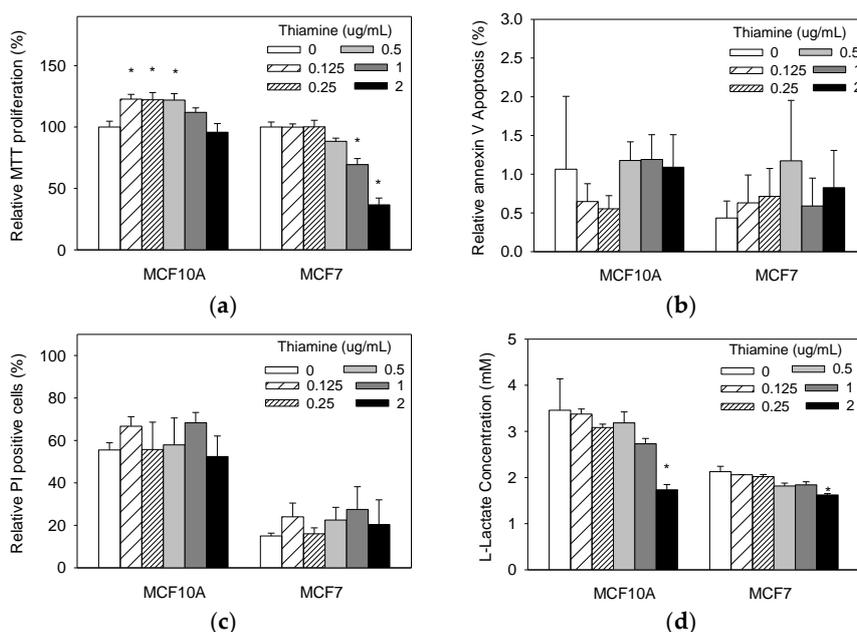 Relative MTT proliferation (%)
150
100
50
0
Thiamine (ug/mL)
0 0.5
0.125 1
0.25 2
* * *
* *
MCF10A MCF7
(a)
Relative annexin V Apoptosis (%)
3.0
2.5
2.0
1.5
1.0
0.5
0.0
Thiamine (ug/mL)
0 0.5
0.125 1
0.25 2
MCF10A MCF7
(b)
Relative PI positive cells (%)
100
80
60
40
20
0
Thiamine (ug/mL)
0 0.5
0.125 1
0.25 2
MCF10A MCF7
(c)
L-Lactate Concentration (mM)
5
4
3
2
1
0
Thiamine (ug/mL)
0 0.5
0.125 1
0.25 2
* *
MCF10A MCF7
(d)